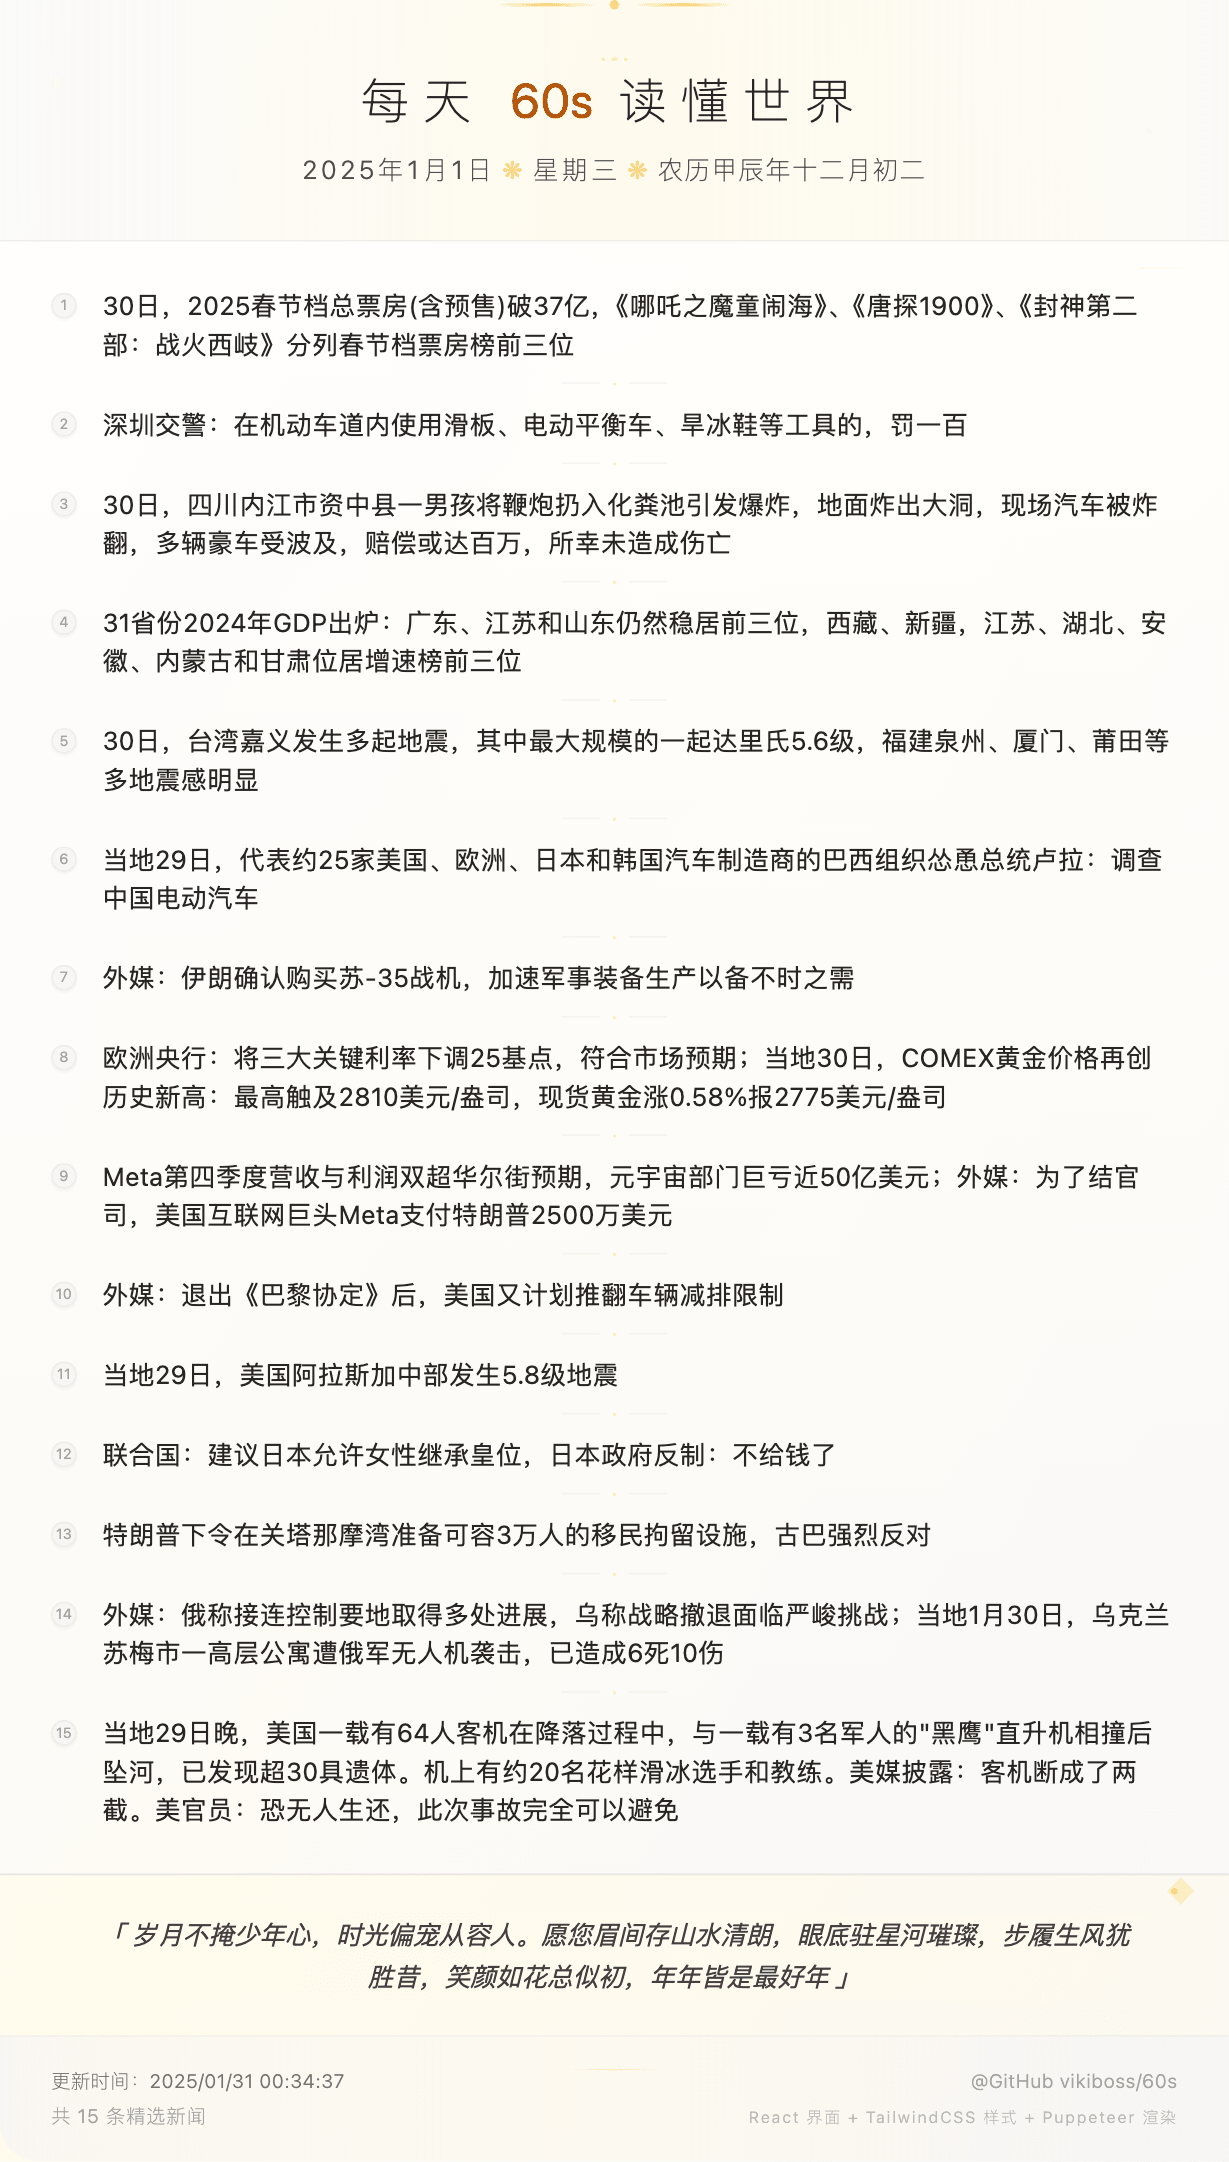 每天 60s 读懂世界
2025年1月1日 ❋ 星期三 ❋ 农历甲辰年十二月初二
1 30日，2025春节档总票房(含预售)破37亿，《哪吒之魔童闹海》、《唐探1900》、《封神第二
部：战火西岐》分列春节档票房榜前三位
2 深圳交警：在机动车道内使用滑板、电动平衡车、旱冰鞋等工具的，罚一百
3 30日，四川内江市资中县一男孩将鞭炮扔入化粪池引发爆炸，地面炸出大洞，现场汽车被炸
翻，多辆豪车受波及，赔偿或达百万，所幸未造成伤亡
4 31省份2024年GDP出炉：广东、江苏和山东仍然稳居前三位，西藏、新疆，江苏、湖北、安
徽、内蒙古和甘肃位居增速榜前三位
5 30日，台湾嘉义发生多起地震，其中最大规模的一起达里氏5.6级，福建泉州、厦门、莆田等
多地震感明显
6 当地29日，代表约25家美国、欧洲、日本和韩国汽车制造商的巴西组织怂恿总统卢拉：调查
中国电动汽车
7 外媒：伊朗确认购买苏-35战机，加速军事装备生产以备不时之需
8 欧洲央行：将三大关键利率下调25基点，符合市场预期；当地30日，COMEX黄金价格再创
历史新高：最高触及2810美元/盎司，现货黄金涨0.58%报2775美元/盎司
9 Meta第四季度营收与利润双超华尔街预期，元宇宙部门巨亏近50亿美元；外媒：为了结官
司，美国互联网巨头Meta支付特朗普2500万美元
10 外媒：退出《巴黎协定》后，美国又计划推翻车辆减排限制
11 当地29日，美国阿拉斯加中部发生5.8级地震
12 联合国：建议日本允许女性继承皇位，日本政府反制：不给钱了
13 特朗普下令在关塔那摩湾准备可容3万人的移民拘留设施，古巴强烈反对
14 外媒：俄称接连控制要地取得多处进展，乌称战略撤退面临严峻挑战；当地1月30日，乌克兰
苏梅市一高层公寓遭俄军无人机袭击，已造成6死10伤
15 当地29日晚，美国一载有64人客机在降落过程中，与一载有3名军人的"黑鹰"直升机相撞后
坠河，已发现超30具遗体。机上有约20名花样滑冰选手和教练。美媒披露：客机断成了两
截。美官员：恐无人生还，此次事故完全可以避免
「 岁月不掩少年心，时光偏宠从容人。愿您眉间存山水清朗，眼底驻星河璀璨，步履生风犹
胜昔，笑颜如花总似初，年年皆是最好年 」
更新时间：2025/01/31 00:34:37
@GitHub vikiboss/60s
共 15 条精选新闻
React 界面 + TailwindCSS 样式 + Puppeteer 渲染